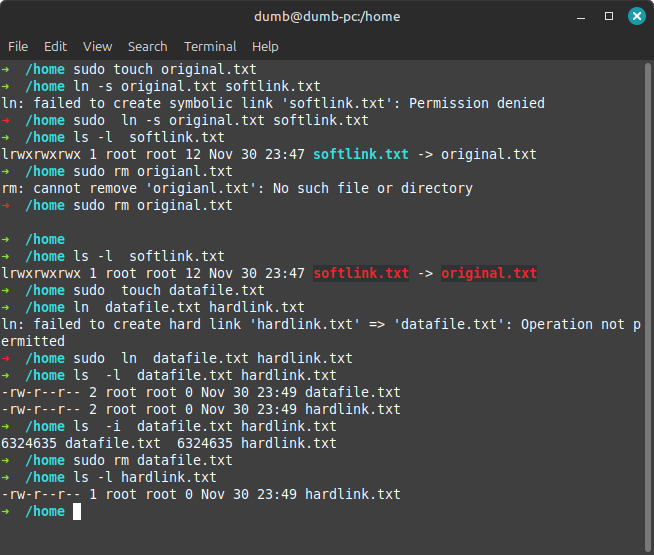 dumb@dumb-pc:/home
File Edit View Search Terminal Help
➜  /home sudo touch original.txt
➜  /home ln -s original.txt softlink.txt
ln: failed to create symbolic link 'softlink.txt': Permission denied
➜  /home sudo  ln -s original.txt softlink.txt
➜  /home ls -l  softlink.txt
lrwxrwxrwx 1 root root 12 Nov 30 23:47 softlink.txt -> original.txt
➜  /home sudo rm origianl.txt
rm: cannot remove 'origianl.txt': No such file or directory
➜  /home sudo rm original.txt
➜  /home
➜  /home ls -l  softlink.txt
lrwxrwxrwx 1 root root 12 Nov 30 23:47 softlink.txt -> original.txt
➜  /home sudo  touch datafile.txt
➜  /home ln  datafile.txt hardlink.txt
ln: failed to create hard link 'hardlink.txt' => 'datafile.txt': Operation not p
ermitted
➜  /home sudo  ln  datafile.txt hardlink.txt
➜  /home ls  -l  datafile.txt hardlink.txt
-rw-r--r-- 2 root root 0 Nov 30 23:49 datafile.txt
-rw-r--r-- 2 root root 0 Nov 30 23:49 hardlink.txt
➜  /home ls  -i  datafile.txt hardlink.txt
6324635 datafile.txt  6324635 hardlink.txt
➜  /home sudo rm datafile.txt
➜  /home ls -l hardlink.txt
-rw-r--r-- 1 root root 0 Nov 30 23:49 hardlink.txt
➜  /home